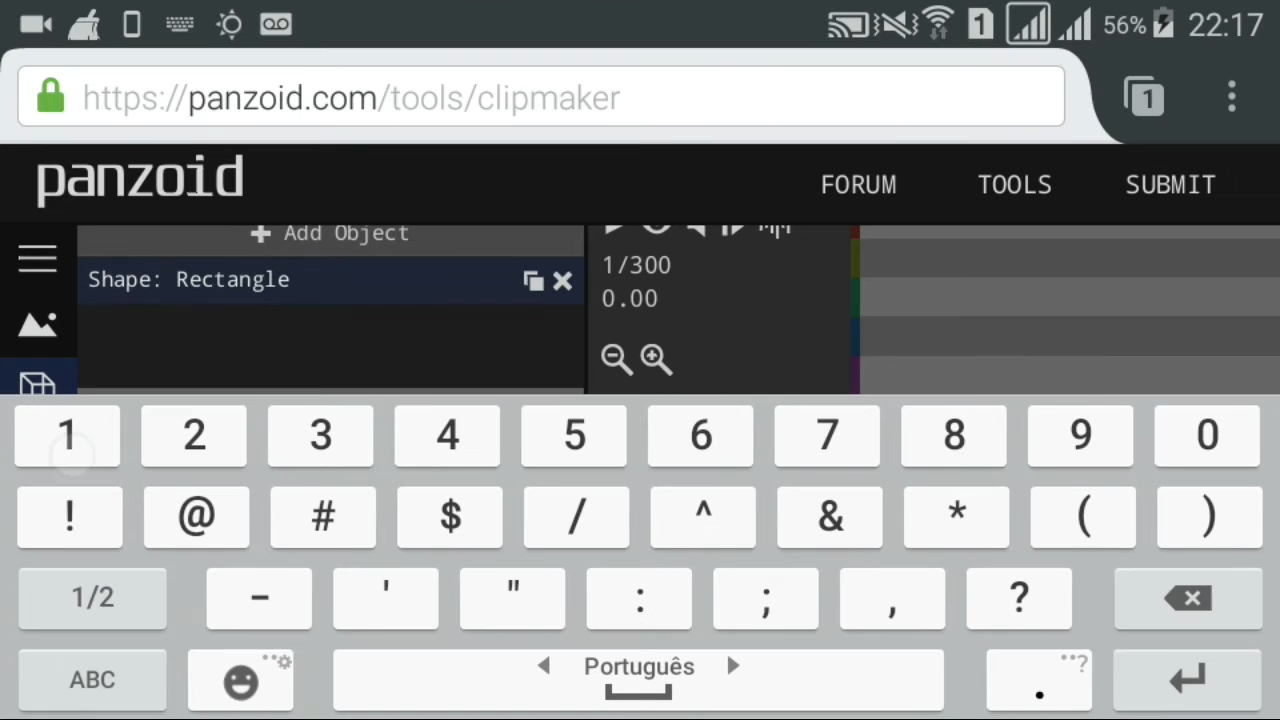 1 56% 22:17
https://panzoid.com/tools/clipmaker 1
panzoid FORUM TOOLS SUBMIT
+ Add Object
Shape: Rectangle
1/300
0.00
1 2 3 4 5 6 7 8 9 0
! @ # $ / ^ & * ( )
1/2 - ' " : ; , ?
ABC Português . ?